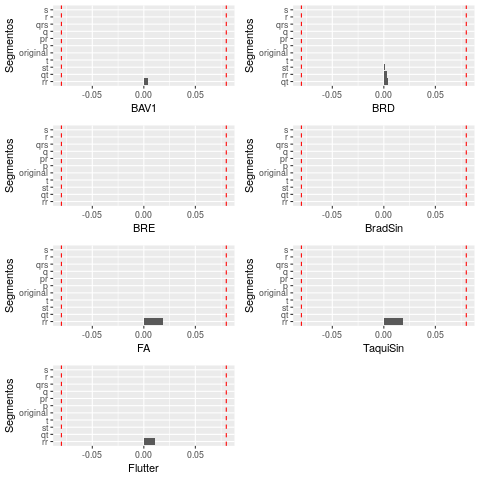 Segmentos
s
r
qrs
q
pr
p
original
t
st
qt
rr
-0.05 0.00 0.05
BAV1
Segmentos
s
r
qrs
q
pr
p
original
t
st
qt
rr
-0.05 0.00 0.05
BRD
Segmentos
s
r
qrs
q
pr
p
original
t
st
qt
rr
-0.05 0.00 0.05
BRE
Segmentos
s
r
qrs
q
pr
p
original
t
st
qt
rr
-0.05 0.00 0.05
BradSin
Segmentos
s
r
qrs
q
pr
p
original
t
st
qt
rr
-0.05 0.00 0.05
FA
Segmentos
s
r
qrs
q
pr
p
original
t
st
qt
rr
-0.05 0.00 0.05
TaquiSin
Segmentos
s
r
qrs
q
pr
p
original
t
st
qt
rr
-0.05 0.00 0.05
Flutter